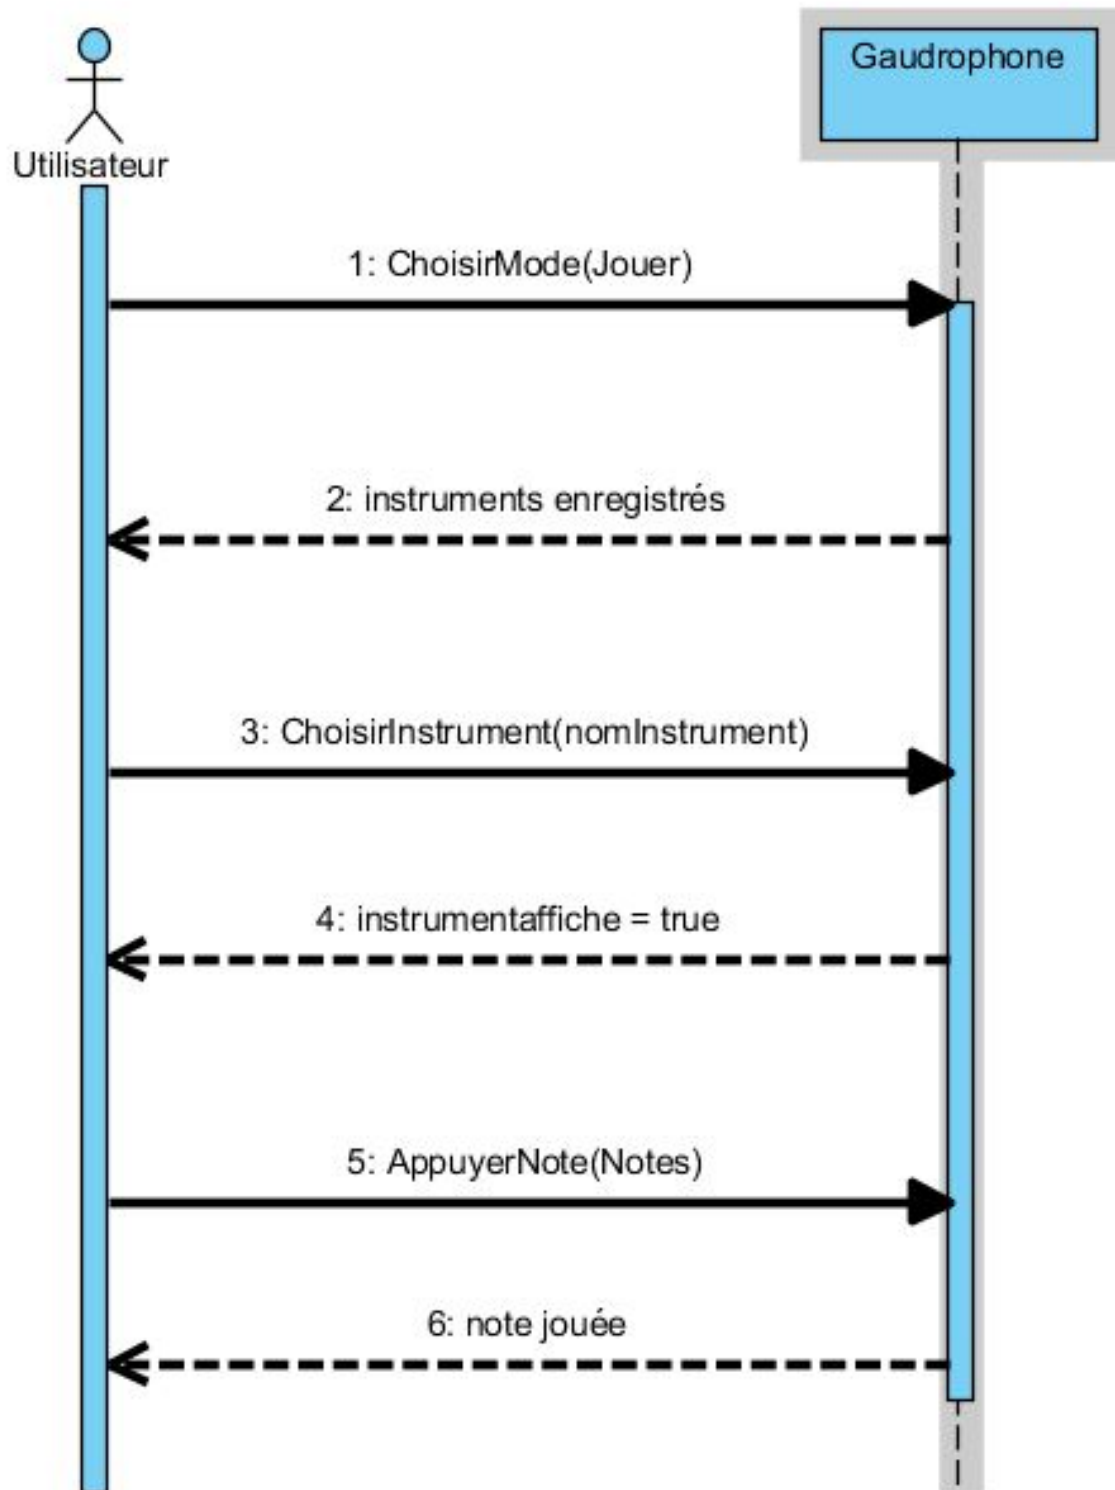 Gaudrophone
Utilisateur
1: ChoisirMode(Jouer)
2: instruments enregistrés
3: ChoisirInstrument(nomInstrument)
4: instrumentaffiche = true
5: AppuyerNote(Notes)
6: note jouée